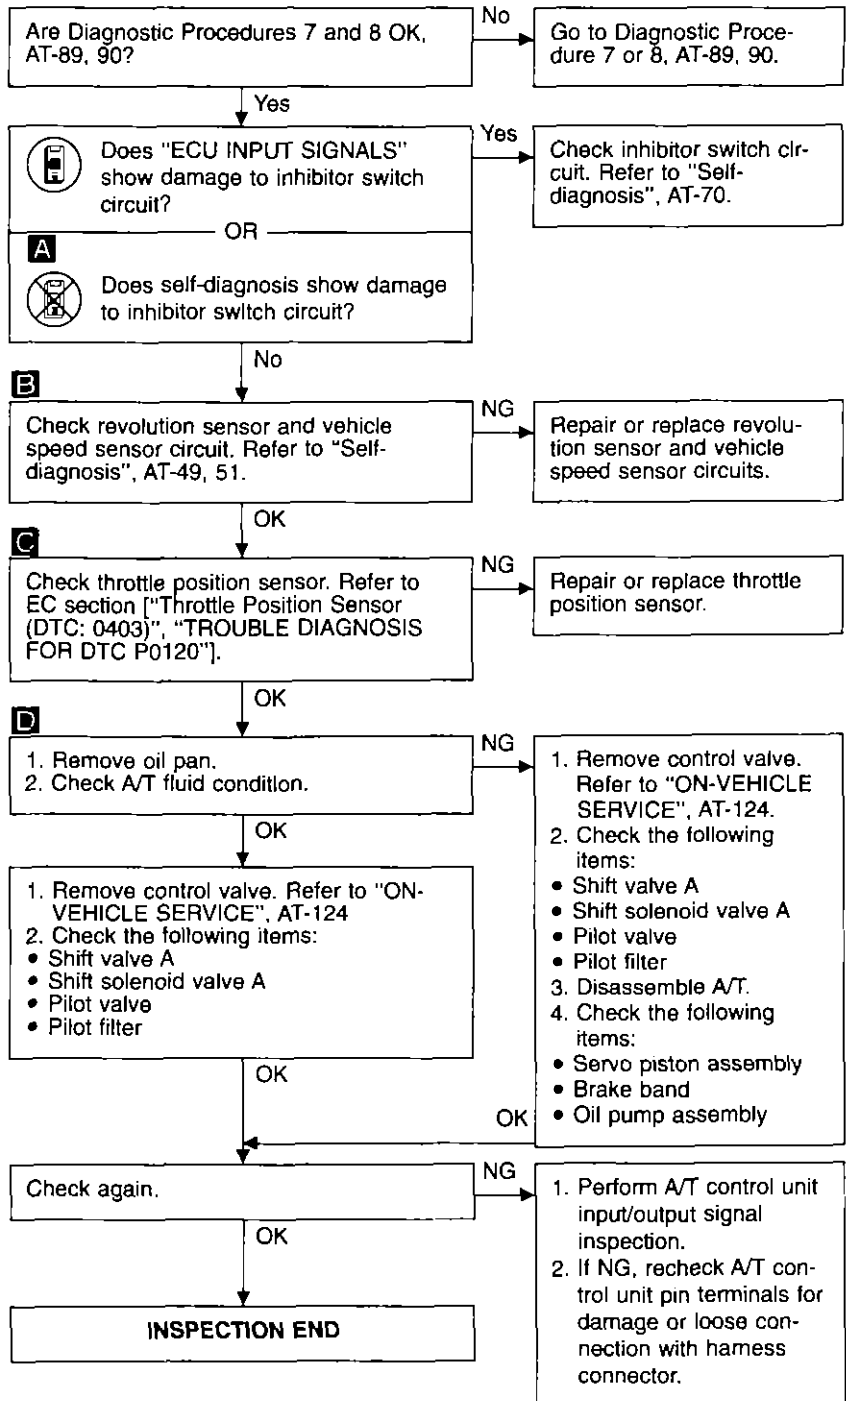 Are Diagnostic Procedures 7 and 8 OK,
AT-89, 90?
No
Go to Diagnostic Proce-
dure 7 or 8, AT-89, 90.
Yes
Does "ECU INPUT SIGNALS"
show damage to inhibitor switch
circuit?
Yes
Check inhibitor switch cir-
cuit. Refer to "Self-
diagnosis", AT-70.
OR
A
Does self-diagnosis show damage
to inhibitor switch circuit?
No
B
Check revolution sensor and vehicle
speed sensor circuit. Refer to "Self-
diagnosis", AT-49, 51.
NG
Repair or replace revolu-
tion sensor and vehicle
speed sensor circuits.
OK
C
Check throttle position sensor. Refer to
EC section ["Throttle Position Sensor
(DTC: 0403)", "TROUBLE DIAGNOSIS
FOR DTC P0120"].
NG
Repair or replace throttle
position sensor.
OK
D
1. Remove oil pan.
2. Check A/T fluid condition.
NG
1. Remove control valve.
Refer to "ON-VEHICLE
SERVICE", AT-124.
2. Check the following
items:
• Shift valve A
• Shift solenoid valve A
• Pilot valve
• Pilot filter
3. Disassemble A/T.
4. Check the following
items:
• Servo piston assembly
• Brake band
• Oil pump assembly
OK
1. Remove control valve. Refer to "ON-
VEHICLE SERVICE", AT-124
2. Check the following items:
• Shift valve A
• Shift solenoid valve A
• Pilot valve
• Pilot filter
OK
OK
Check again.
NG
1. Perform A/T control unit
input/output signal
inspection.
2. If NG, recheck A/T con-
trol unit pin terminals for
damage or loose con-
nection with harness
connector.
OK
INSPECTION END